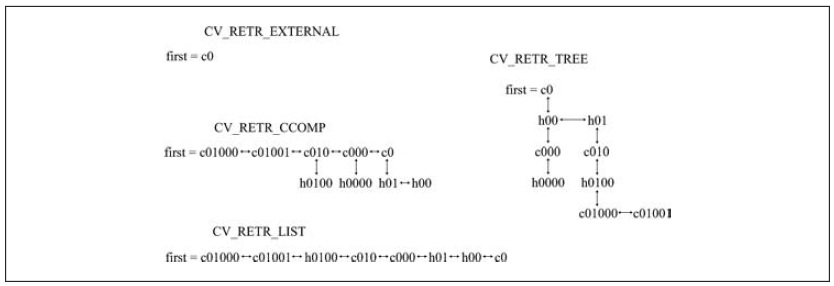 CV_RETR_EXTERNAL
first = c0
CV_RETR_CCOMP
first = c01000↔c01001↔c010↔c000↔c0
h0100 h0000 h01↔h00
CV_RETR_LIST
first = c01000↔c01001↔h0100↔c010↔c000↔h01↔h00↔c0
CV_RETR_TREE
first = c0
h00↔h01
c000 c010
h0000 h0100
c01000↔c01001